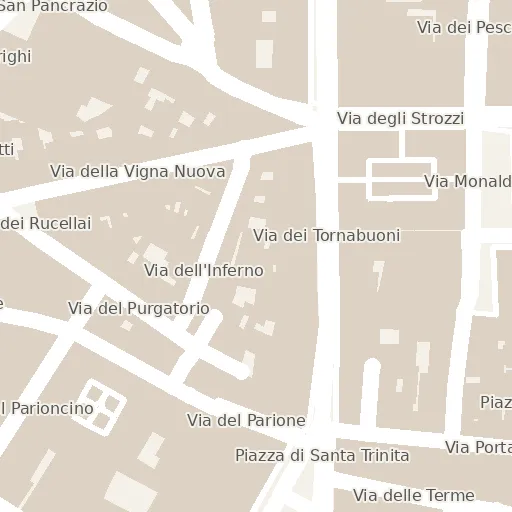 San Pancrazio
Via dei Pesc
righi
Via degli Strozzi
tti
Via della Vigna Nuova
Via Monald
dei Rucellai
Via dei Tornabuoni
Via dell'Inferno
e
Via del Purgatorio
l Parioncino
Piaz
Via del Parione
Via Porta
Piazza di Santa Trinita
Via delle Terme